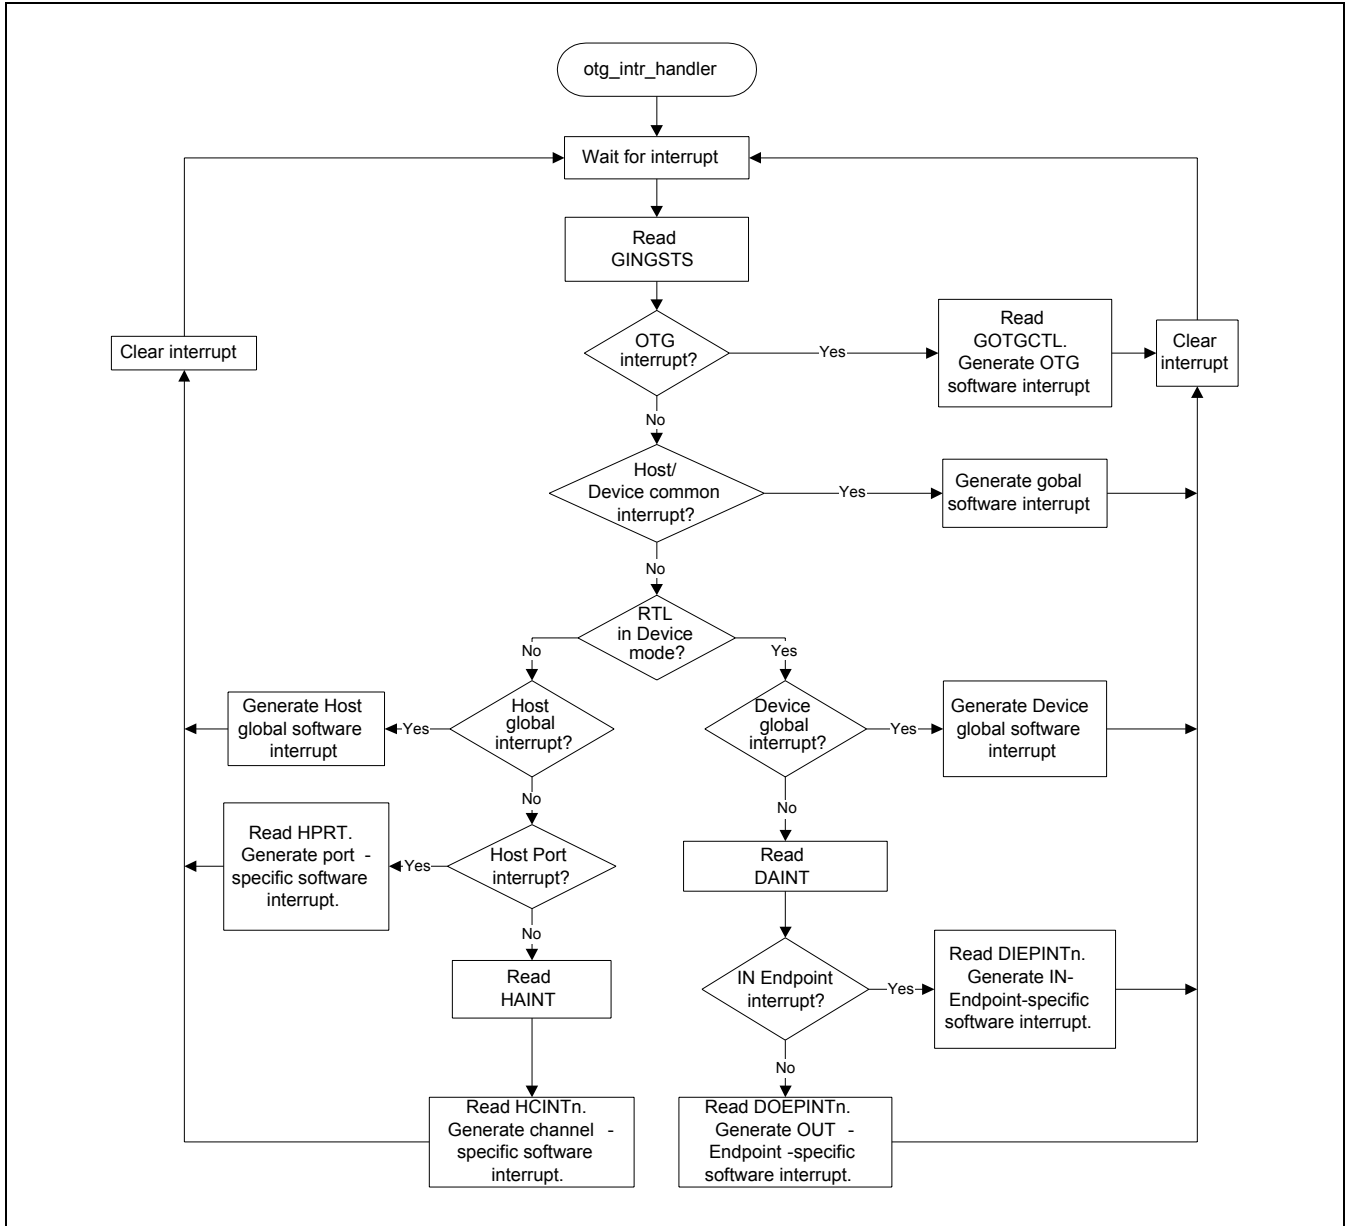 otg_intr_handler
Wait for interrupt
Read
GINGSTS
OTG
interrupt?
Yes
Read
GOTGCTL.
Generate OTG
software interrupt
Clear
interrupt
Clear interrupt
No
Host/
Device common
interrupt?
Yes
Generate gobal
software interrupt
No
RTL
in Device
mode?
No
Yes
Host
global
interrupt?
Yes
Generate Host
global software
interrupt
Device
global
interrupt?
Yes
Generate Device
global software
interrupt
No
No
Host Port
interrupt?
Yes
Read HPRT.
Generate port -
specific software
interrupt.
Read
DAINT
No
Read
HAINT
IN Endpoint
interrupt?
Yes
Read DIEPINTn.
Generate IN-
Endpoint-specific
software interrupt.
No
Read HCINTn.
Generate channel -
specific software
interrupt.
Read DOEPINTn.
Generate OUT -
Endpoint -specific
software interrupt.